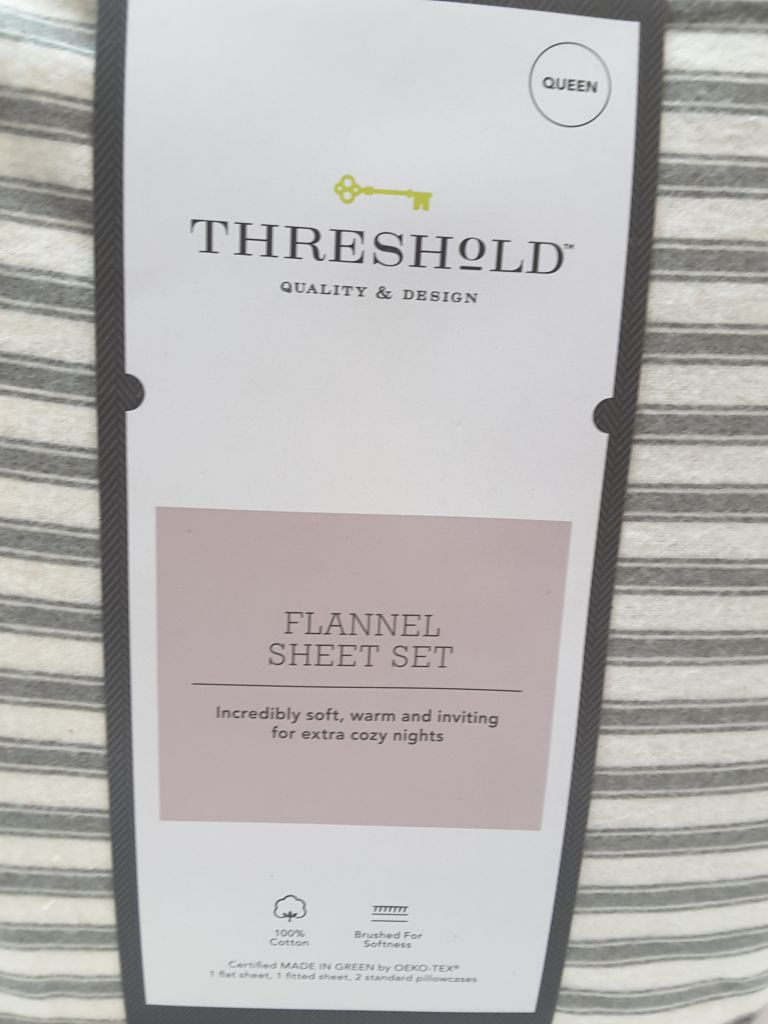 QUEEN
THRESHOLD™
QUALITY & DESIGN
FLANNEL
SHEET SET
Incredibly soft, warm and inviting
for extra cozy nights
100%
Cotton
Brushed For
Softness
Certified MADE IN GREEN by OEKO-TEX®
1 flat sheet, 1 fitted sheet, 2 standard pillowcases